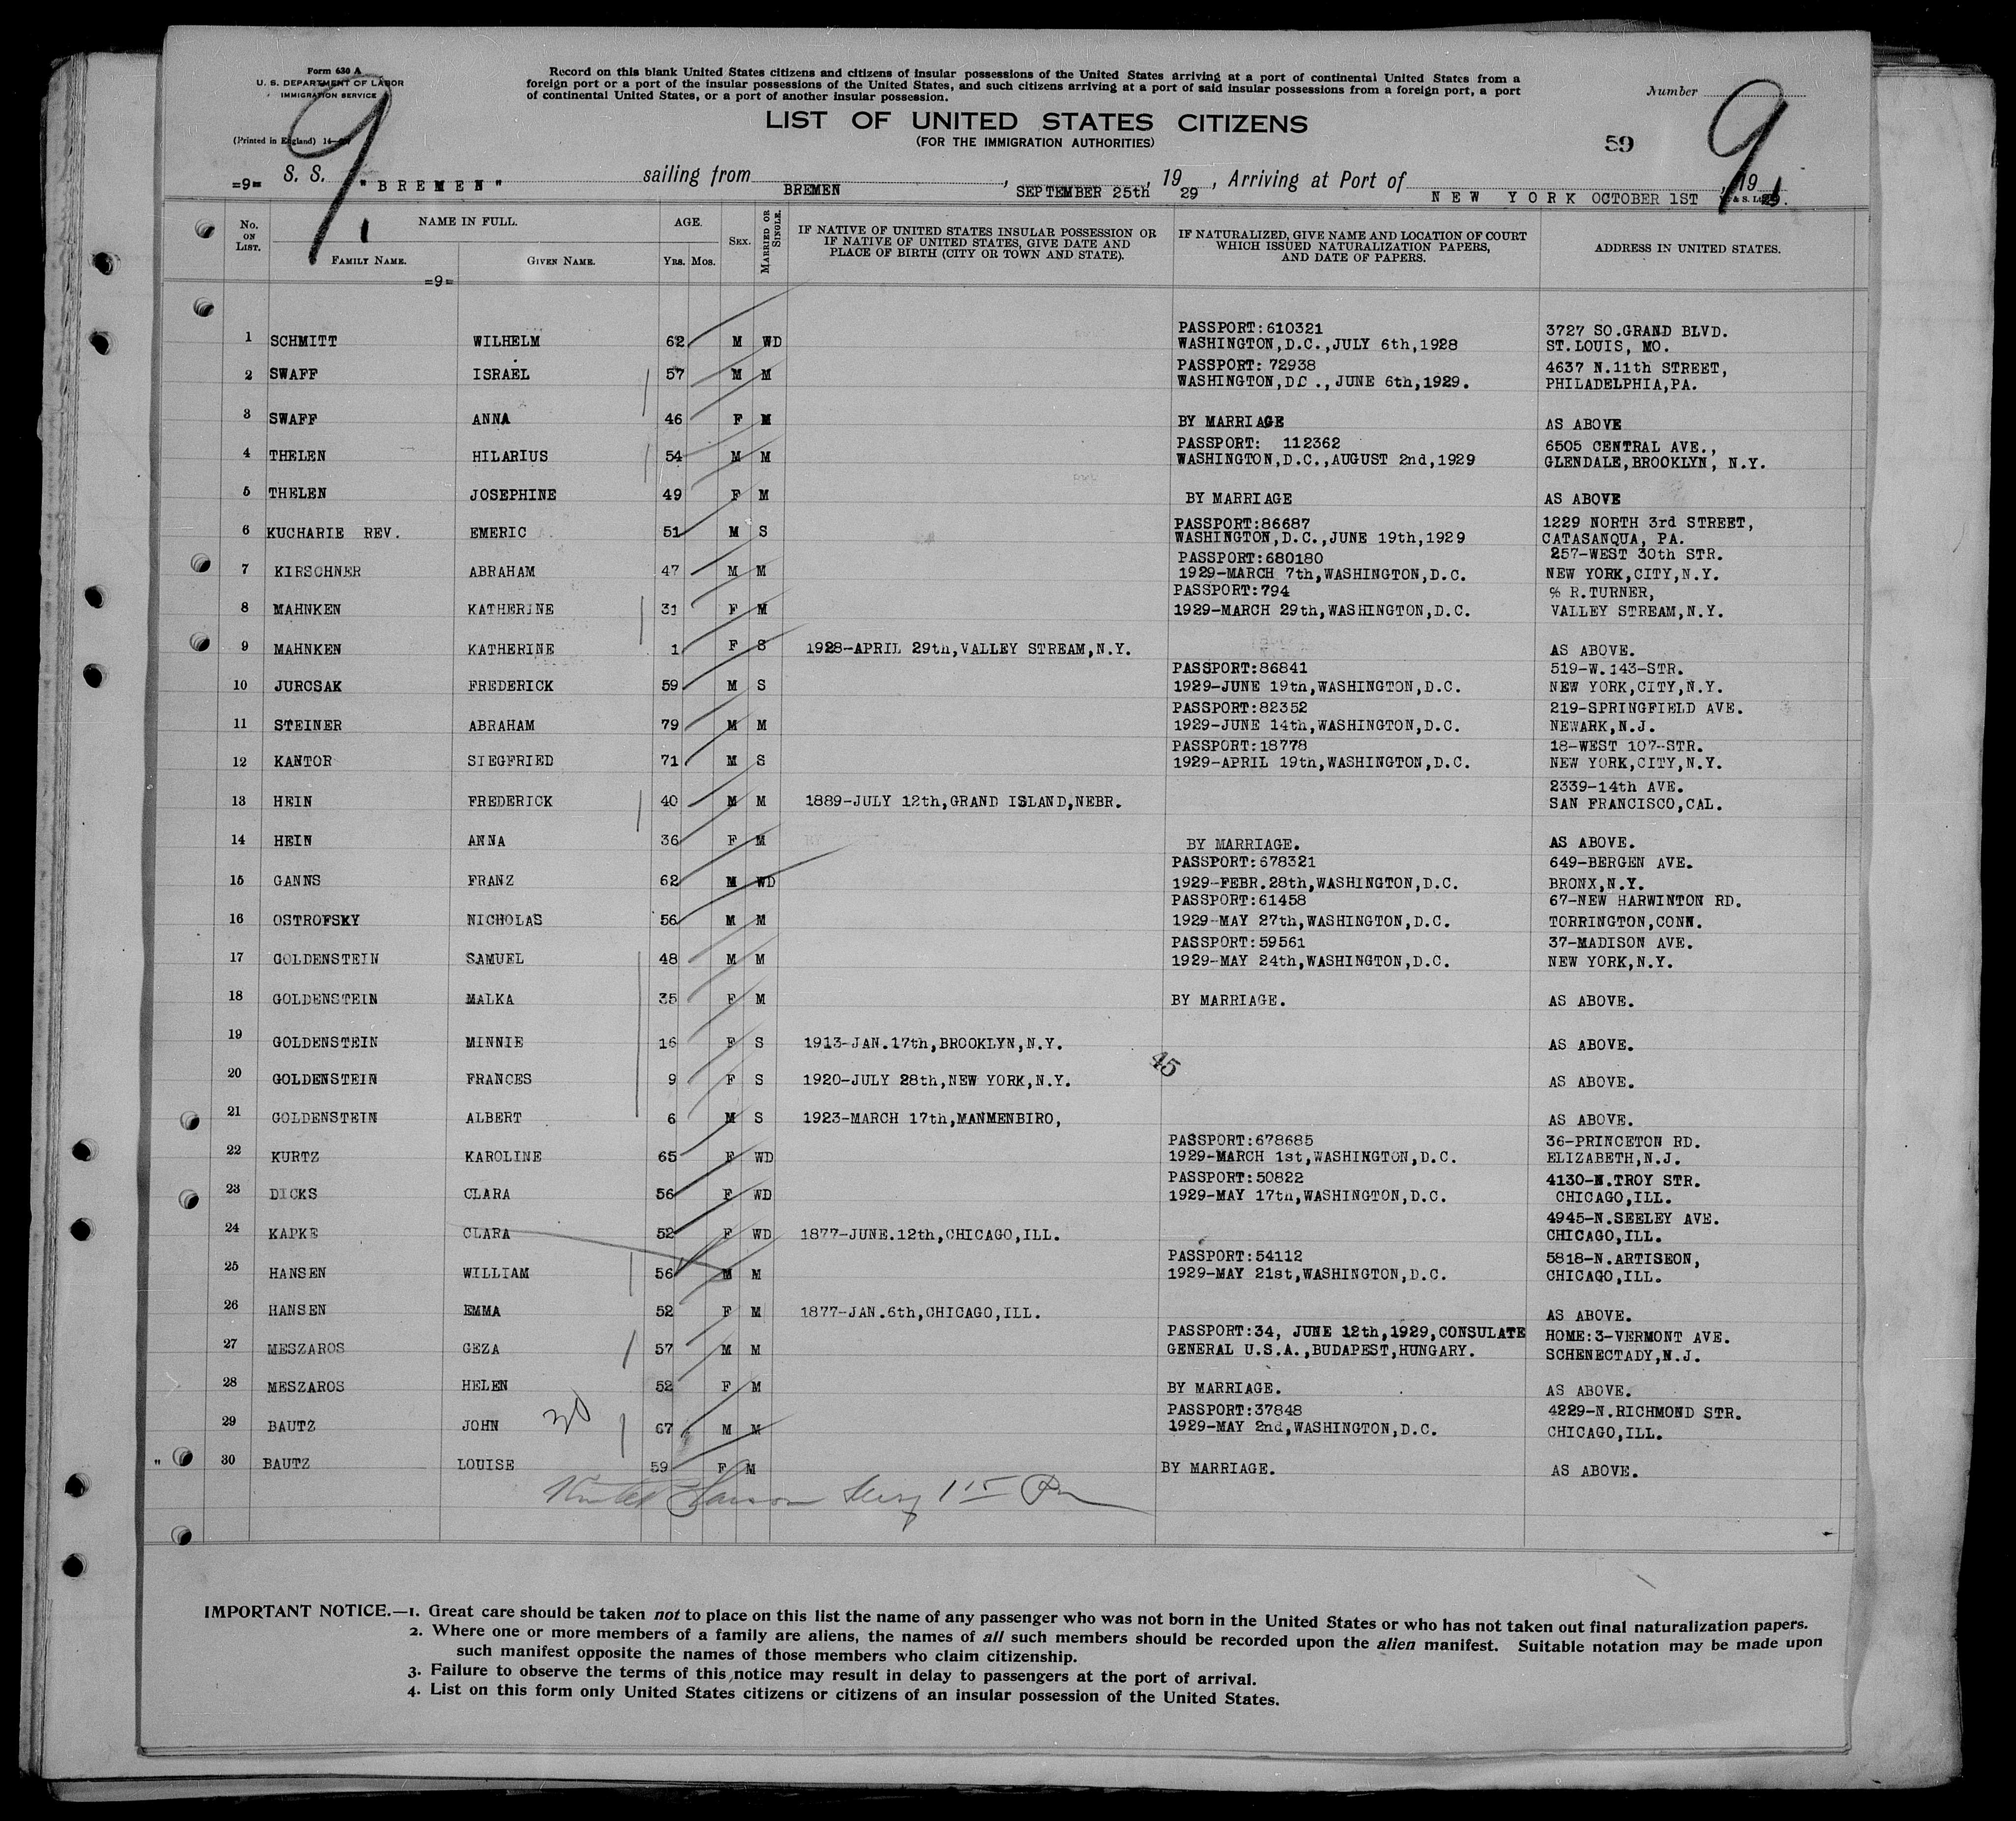 Form 630 A
U. S. DEPARTMENT OF LABOR
IMMIGRATION SERVICE
(Printed in England)
Record on this blank United States citizens and citizens of insular possessions of the United States arriving at a port of continental United States from a
foreign port or a port of the insular possessions of the United States, and such citizens arriving at a port of said insular possessions from a foreign port, a port
of continental United States, or a port of another insular possession.
Number
9
9
LIST OF UNITED STATES CITIZENS
(FOR THE IMMIGRATION AUTHORITIES)
59
=9= S. S. "BREMEN" sailing from BREMEN, SEPTEMBER 25th, 1929, Arriving at Port of NEW YORK OCTOBER 1ST, 1929.
No. ON LIST. NAME IN FULL. FAMILY NAME. GIVEN NAME. AGE. YRS. MOS. SEX. MARRIED OR SINGLE. IF NATIVE OF UNITED STATES INSULAR POSSESSION OR IF NATIVE OF UNITED STATES, GIVE DATE AND PLACE OF BIRTH (CITY OR TOWN AND STATE). IF NATURALIZED, GIVE NAME AND LOCATION OF COURT WHICH ISSUED NATURALIZATION PAPERS, AND DATE OF PAPERS. ADDRESS IN UNITED STATES.
=9=
PASSPORT:610321 3727 SO.GRAND BLVD.
1 SCHMITT WILHELM 62 M WD WASHINGTON,D.C.,JULY 6th,1928 ST.LOUIS, MO.
PASSPORT: 72938 4637 N.11th STREET,
2 SWAFF ISRAEL 57 M M WASHINGTON,DC ., JUNE 6th,1929. PHILADELPHIA,PA.
3 SWAFF ANNA 46 F M BY MARRIAGE AS ABOVE
PASSPORT: 112362 6505 CENTRAL AVE.,
4 THELEN HILARIUS 54 M M WASHINGTON,D.C.,AUGUST 2nd,1929 GLENDALE,BROOKLYN, N.Y.
5 THELEN JOSEPHINE 49 F M BY MARRIAGE AS ABOVE
PASSPORT:86687 1229 NORTH 3rd STREET,
6 KUCHARIE REV. EMERIC 51 M S WASHINGTON,D.C.,JUNE 19th,1929 CATASANQUA, PA.
PASSPORT:680180 257-WEST 30th STR.
7 KIRSCHNER ABRAHAM 47 M M 1929-MARCH 7th,WASHINGTON,D.C. NEW YORK,CITY,N.Y.
PASSPORT:794 % R.TURNER,
8 MAHNKEN KATHERINE 31 F M 1929-MARCH 29th,WASHINGTON,D.C. VALLEY STREAM,N.Y.
9 MAHNKEN KATHERINE 1 F S 1928-APRIL 29th,VALLEY STREAM,N.Y. AS ABOVE.
PASSPORT:86841 519-W.143-STR.
10 JURCSAK FREDERICK 59 M S 1929-JUNE 19th,WASHINGTON,D.C. NEW YORK,CITY,N.Y.
PASSPORT:82352 219-SPRINGFIELD AVE.
11 STEINER ABRAHAM 79 M M 1929-JUNE 14th,WASHINGTON,D.C. NEWARK,N.J.
PASSPORT:18778 18-WEST 107-STR.
12 KANTOR SIEGFRIED 71 M S 1929-APRIL 19th,WASHINGTON,D.C. NEW YORK,CITY,N.Y.
2339-14th AVE.
13 HEIN FREDERICK 40 M M 1889-JULY 12th,GRAND ISLAND,NEBR. SAN FRANCISCO,CAL.
14 HEIN ANNA 36 F M BY MARRIAGE. AS ABOVE.
PASSPORT:678321 649-BERGEN AVE.
15 GANNS FRANZ 62 M WD 1929-FEBR.28th,WASHINGTON,D.C. BRONX,N.Y.
PASSPORT:61458 67-NEW HARWINTON RD.
16 OSTROFSKY NICHOLAS 56 M M 1929-MAY 27th,WASHINGTON,D.C. TORRINGTON,CONN.
PASSPORT:59561 37-MADISON AVE.
17 GOLDENSTEIN SAMUEL 48 M M 1929-MAY 24th,WASHINGTON,D.C. NEW YORK,N.Y.
18 GOLDENSTEIN MALKA 35 F M BY MARRIAGE. AS ABOVE.
19 GOLDENSTEIN MINNIE 16 F S 1913-JAN.17th,BROOKLYN,N.Y. AS ABOVE.
45
20 GOLDENSTEIN FRANCES 9 F S 1920-JULY 28th,NEW YORK,N.Y. AS ABOVE.
21 GOLDENSTEIN ALBERT 6 M S 1923-MARCH 17th,MANMENBIRO, AS ABOVE.
PASSPORT:678685 36-PRINCETON RD.
22 KURTZ KAROLINE 65 F WD 1929-MARCH 1st,WASHINGTON,D.C. ELIZABETH,N.J.
PASSPORT:50822 4130-N.TROY STR.
23 DICKS CLARA 56 F WD 1929-MAY 17th,WASHINGTON,D.C. CHICAGO,ILL.
4945-N.SEELEY AVE.
24 KAPKE CLARA 52 F WD 1877-JUNE.12th,CHICAGO,ILL. CHICAGO,ILL.
PASSPORT:54112 5818-N.ARTISEON,
25 HANSEN WILLIAM 56 M M 1929-MAY 21st,WASHINGTON,D.C. CHICAGO,ILL.
26 HANSEN EMMA 52 F M 1877-JAN.6th,CHICAGO,ILL. AS ABOVE.
PASSPORT:34, JUNE 12th,1929,CONSULATE HOME:3-VERMONT AVE.
27 MESZAROS GEZA 57 M M GENERAL U.S.A.,BUDAPEST,HUNGARY. SCHENECTADY,N.J.
28 MESZAROS HELEN 52 F M BY MARRIAGE. AS ABOVE.
PASSPORT:37848 4229-N.RICHMOND STR.
29 BAUTZ JOHN 30 67 M M 1929-MAY 2nd,WASHINGTON,D.C. CHICAGO,ILL.
" 30 BAUTZ LOUISE 59 F M BY MARRIAGE. AS ABOVE.
IMPORTANT NOTICE.—1. Great care should be taken not to place on this list the name of any passenger who was not born in the United States or who has not taken out final naturalization papers.
2. Where one or more members of a family are aliens, the names of all such members should be recorded upon the alien manifest. Suitable notation may be made upon
such manifest opposite the names of those members who claim citizenship.
3. Failure to observe the terms of this notice may result in delay to passengers at the port of arrival.
4. List on this form only United States citizens or citizens of an insular possession of the United States.